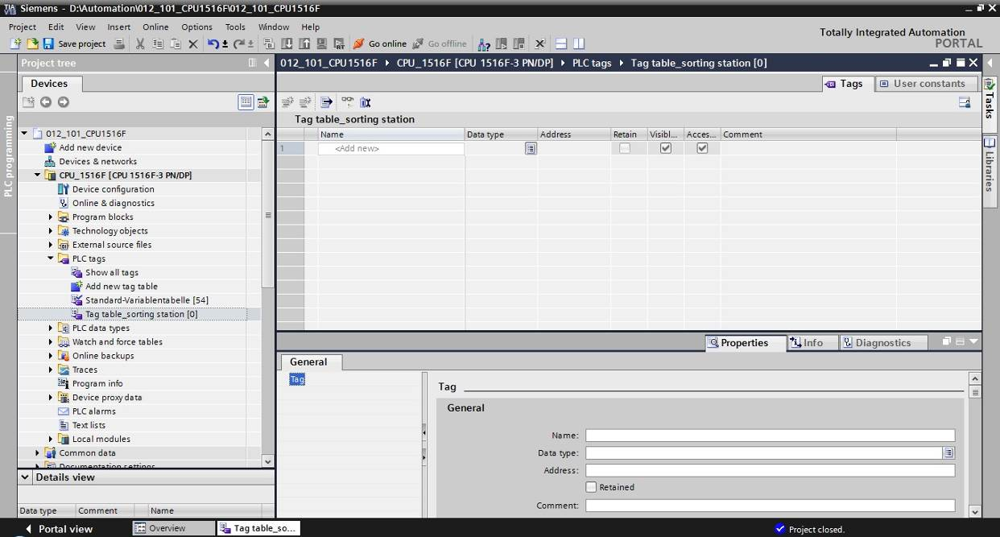 Siemens - D:\Automation\012_101_CPU1516F\012_101_CPU1516F
Project Edit View Insert Online Options Tools Window Help
Save project Go online Go offline
Totally Integrated Automation
PORTAL
Project tree
012_101_CPU1516F CPU_1516F [CPU 1516F-3 PN/DP] PLC tags Tag table_sorting station [0]
Devices
Tags User constants
Tag table_sorting station
Name Data type Address Retain Visibl... Acces... Comment
1 <Add new>
012_101_CPU1516F
Add new device
Devices & networks
CPU_1516F [CPU 1516F-3 PN/DP]
Device configuration
Online & diagnostics
Program blocks
Technology objects
External source files
PLC tags
Show all tags
Add new tag table
Standard-Variablentabelle [54]
Tag table_sorting station [0]
PLC data types
Watch and force tables
Online backups
Traces
Program info
Device proxy data
PLC alarms
Text lists
Local modules
Common data
Documentation settings
Details view
Data type Comment Name
PLC programming
Tasks
Libraries
Properties Info Diagnostics
General
Tag
Tag
General
Name:
Data type:
Address:
Retained
Comment:
Portal view Overview Tag table_so... Project closed.